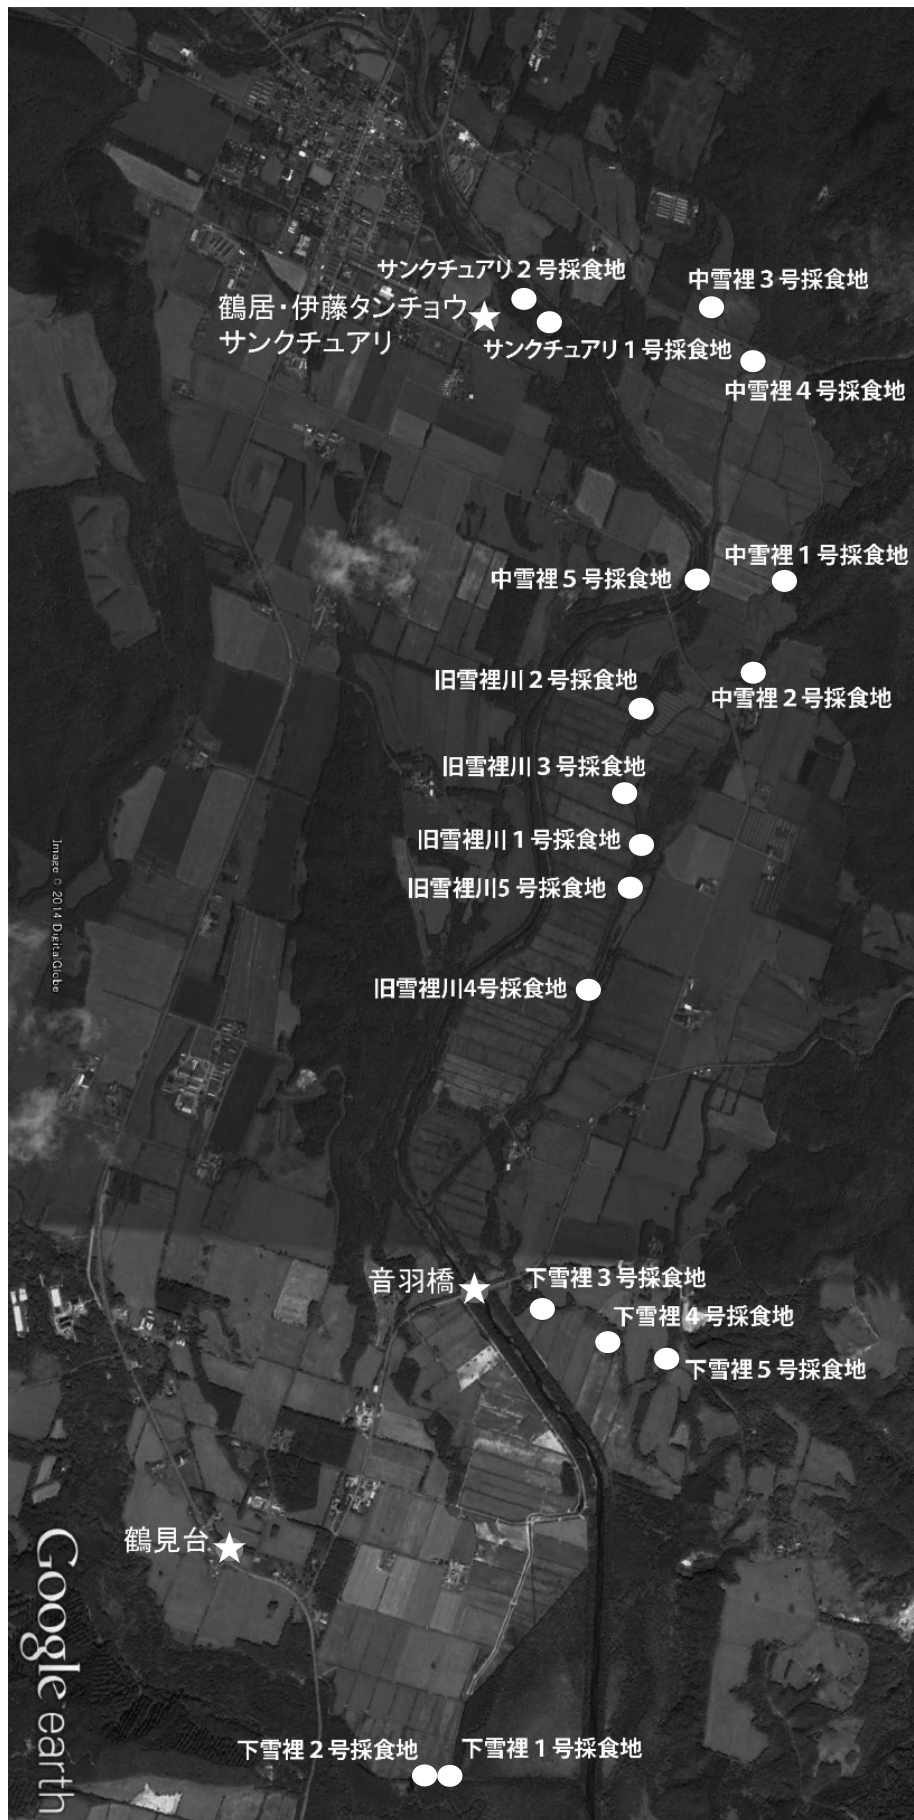 サンクチュアリ２号採食地
中雪裡３号採食地
鶴居・伊藤タンチョウ
サンクチュアリ
サンクチュアリ１号採食地
中雪裡４号採食地
中雪裡１号採食地
中雪裡５号採食地
旧雪裡川２号採食地
中雪裡２号採食地
旧雪裡川３号採食地
旧雪裡川１号採食地
旧雪裡川5 号採食地
Image © 2014 DigitalGlobe
旧雪裡川4号採食地
音羽橋
下雪裡３号採食地
下雪裡４号採食地
下雪裡５号採食地
鶴見台
Google earth
下雪裡２号採食地
下雪裡１号採食地